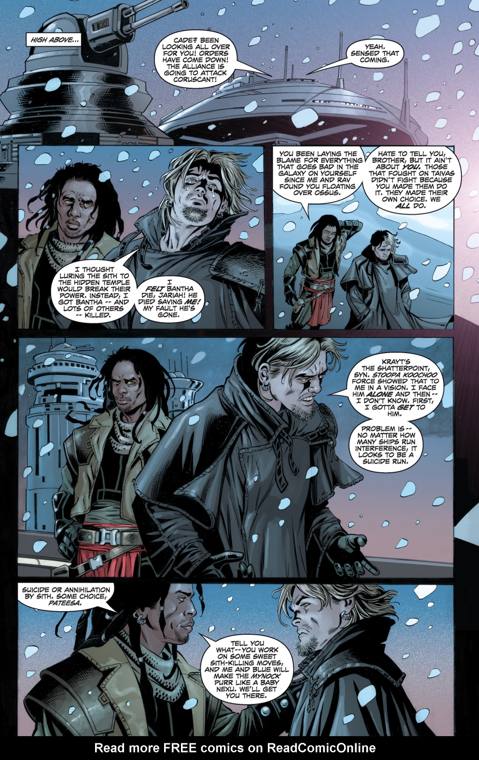 HIGH ABOVE...
CADE? BEEN
LOOKING ALL OVER
FOR YOU! ORDERS
HAVE COME DOWN!
THE ALLIANCE IS
GOING TO ATTACK
CORUSCANT!
YEAH.
SENSED THAT
COMING.
I THOUGHT
LURING THE SITH TO
THE HIDDEN TEMPLE
WOULD BREAK THEIR
POWER. INSTEAD, I
GOT BANTHA -- AND
LOTS OF OTHERS
-- KILLED.
I
FELT BANTHA
DIE, JARIAH! HE
DIED SAVING ME!
MY FAULT HE'S
GONE.
YOU BEEN LAYING THE
BLAME FOR EVERYTHING
THAT GOES BAD IN THE
GALAXY ON YOURSELF
SINCE ME AND RAV
FOUND YOU FLOATING
OVER OSSUS.
HATE TO TELL YOU,
BROTHER, BUT IT AIN'T
ABOUT YOU. THOSE
THAT FOUGHT ON TAIVAS
DIDN'T FIGHT BECAUSE
YOU MADE THEM DO
IT. THEY MADE THEIR
OWN CHOICE. WE
ALL DO.
KRAYT'S
THE SHATTERPOINT,
SYN. STOOPA KOOCHOO
FORCE SHOWED THAT TO
ME IN A VISION. I FACE
HIM ALONE AND THEN --
I DON'T KNOW. FIRST,
I GOTTA GET TO
HIM.
PROBLEM IS --
NO MATTER HOW
MANY SHIPS RUN
INTERFERENCE, IT
LOOKS TO BE A
SUICIDE RUN.
SUICIDE OR ANNIHILATION
BY SITH. SOME CHOICE,
PATEESA.
TELL YOU
WHAT--YOU WORK
ON SOME SWEET
SITH-KILLING MOVES,
AND ME AND BLUE WILL
MAKE THE MYNOCK
PURR LIKE A BABY
NEXU. WE'LL GET
YOU THERE.
Read more FREE comics on ReadComicOnline